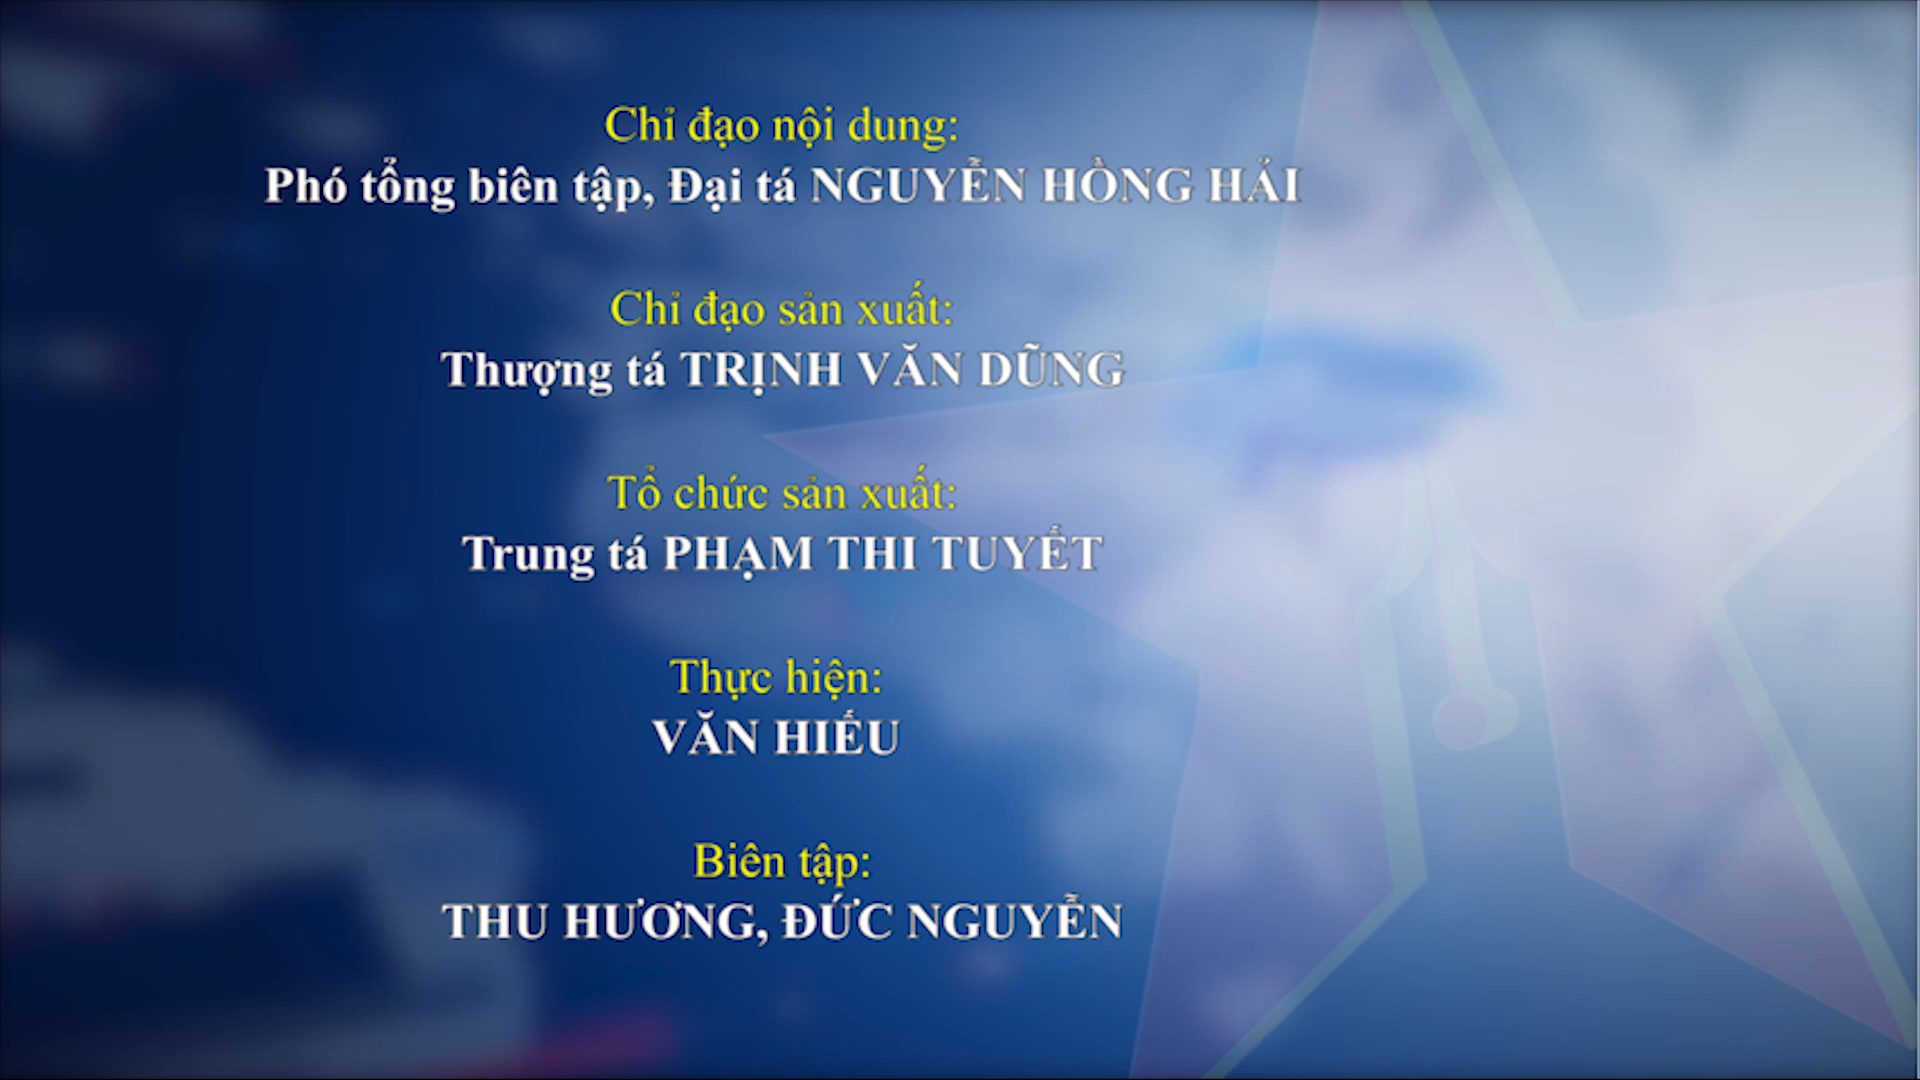 Chỉ đạo nội dung:
Phó tổng biên tập, Đại tá NGUYỄN HỒNG HẢI
Chỉ đạo sản xuất:
Thượng tá TRỊNH VĂN DŨNG
Tổ chức sản xuất:
Trung tá PHẠM THI TUYẾT
Thực hiện:
VĂN HIẾU
Biên tập:
THU HƯƠNG, ĐỨC NGUYỄN